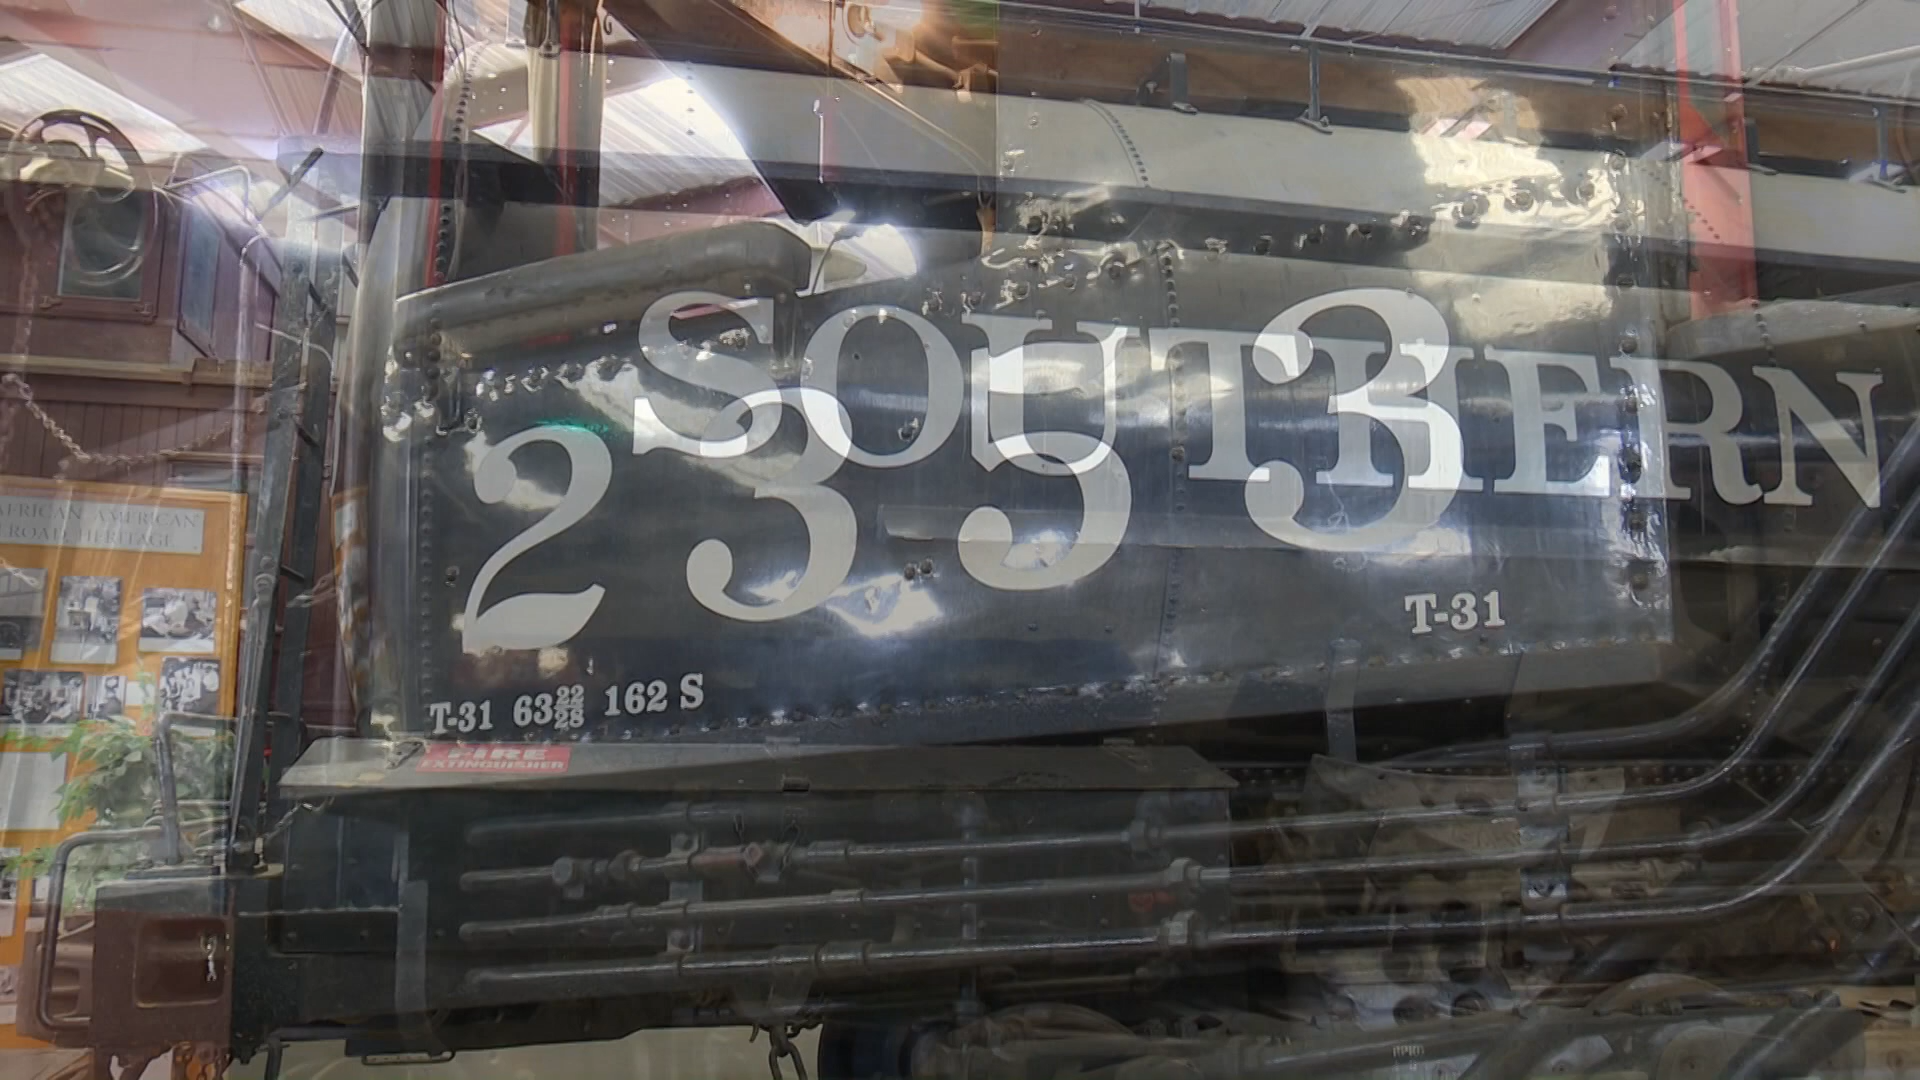 SOUTHERN
2353
T-31
T-31 63 22/28 162 S
FIRE
EXTINGUISHER
AFRICAN AMERICAN
ROAD HERITAGE